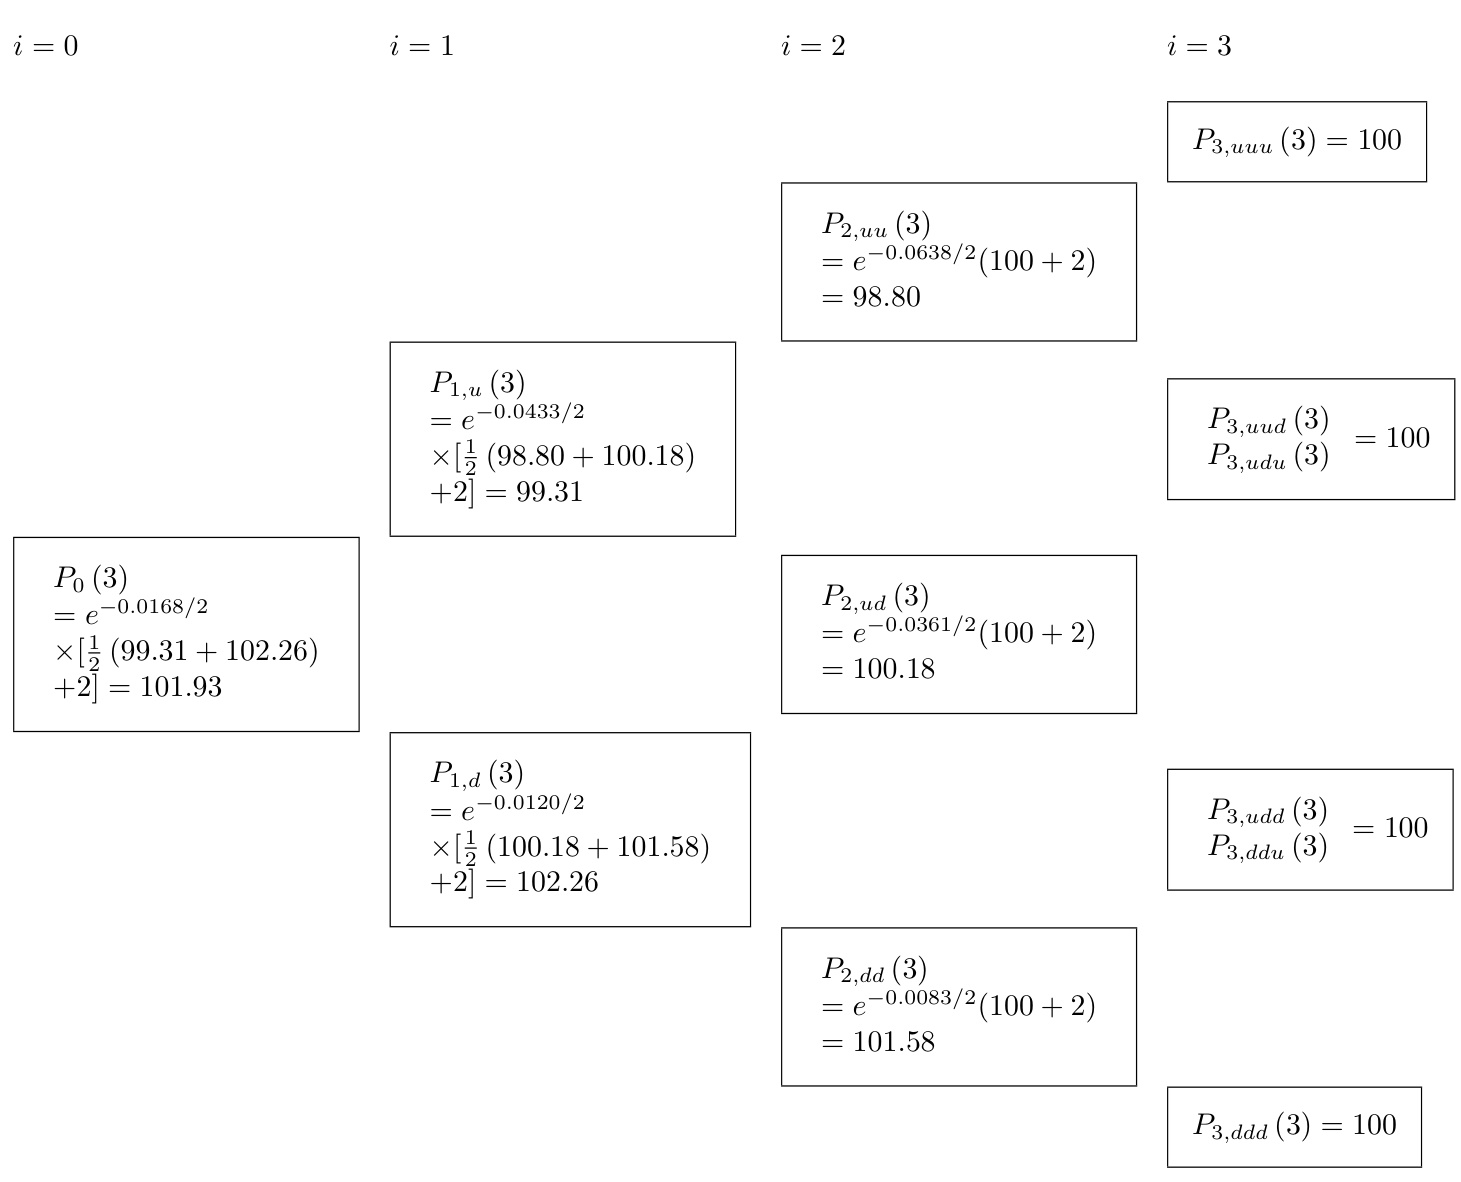 i = 0
i = 1
i = 2
i = 3
P_{3,uuu} (3) = 100
P_{2,uu} (3)
= e^{-0.0638/2}(100 + 2)
= 98.80
P_{1,u} (3)
= e^{-0.0433/2}
×[\frac{1}{2} (98.80 + 100.18)
+2] = 99.31
P_{3,uud} (3)
P_{3,udu} (3)
= 100
P_0 (3)
= e^{-0.0168/2}
×[\frac{1}{2} (99.31 + 102.26)
+2] = 101.93
P_{2,ud} (3)
= e^{-0.0361/2}(100 + 2)
= 100.18
P_{1,d} (3)
= e^{-0.0120/2}
×[\frac{1}{2} (100.18 + 101.58)
+2] = 102.26
P_{3,udd} (3)
P_{3,ddu} (3)
= 100
P_{2,dd} (3)
= e^{-0.0083/2}(100 + 2)
= 101.58
P_{3,ddd} (3) = 100